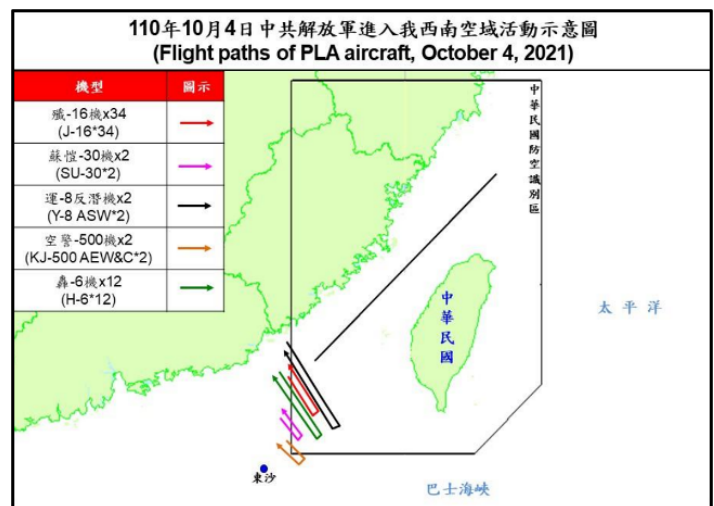 110年10月4日中共解放軍進入我西南空域活動示意圖
(Flight paths of PLA aircraft, October 4, 2021)
機型
圖示
殲-16機x34
(J-16*34)
蘇愷-30機x2
(SU-30*2)
運-8反潛機x2
(Y-8 ASW*2)
空警-500機x2
(KJ-500 AEW&C*2)
轟-6機x12
(H-6*12)
中華民國防空識別區
中華民國
太平洋
東沙
巴士海峽